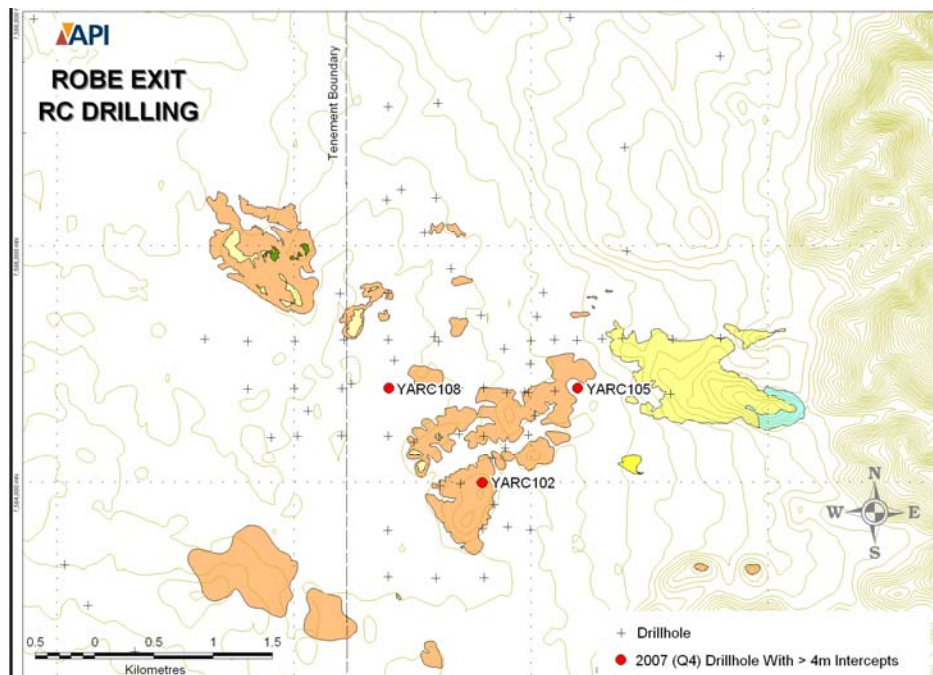 API
ROBE EXIT
RC DRILLING
Tenement Boundary
YARC108
YARC105
YARC102
N
W E
S
0.5 0 0.5 1 1.5
Kilometres
Drillhole
2007 (Q4) Drillhole With > 4m Intercepts